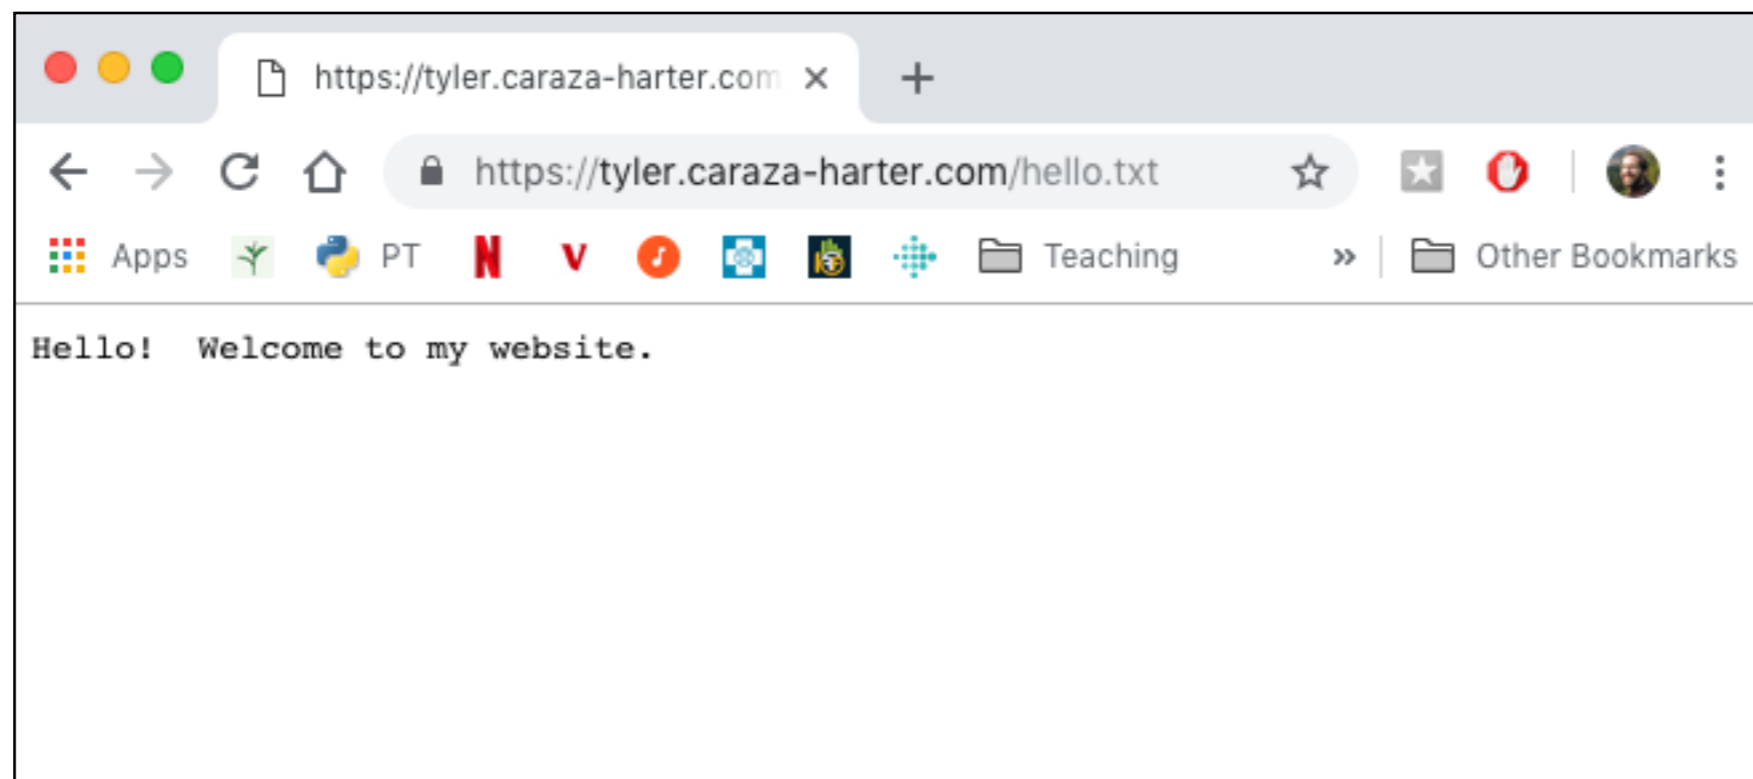 https://tyler.caraza-harter.com
https://tyler.caraza-harter.com/hello.txt
Apps PT N V Teaching » Other Bookmarks
Hello!  Welcome to my website.